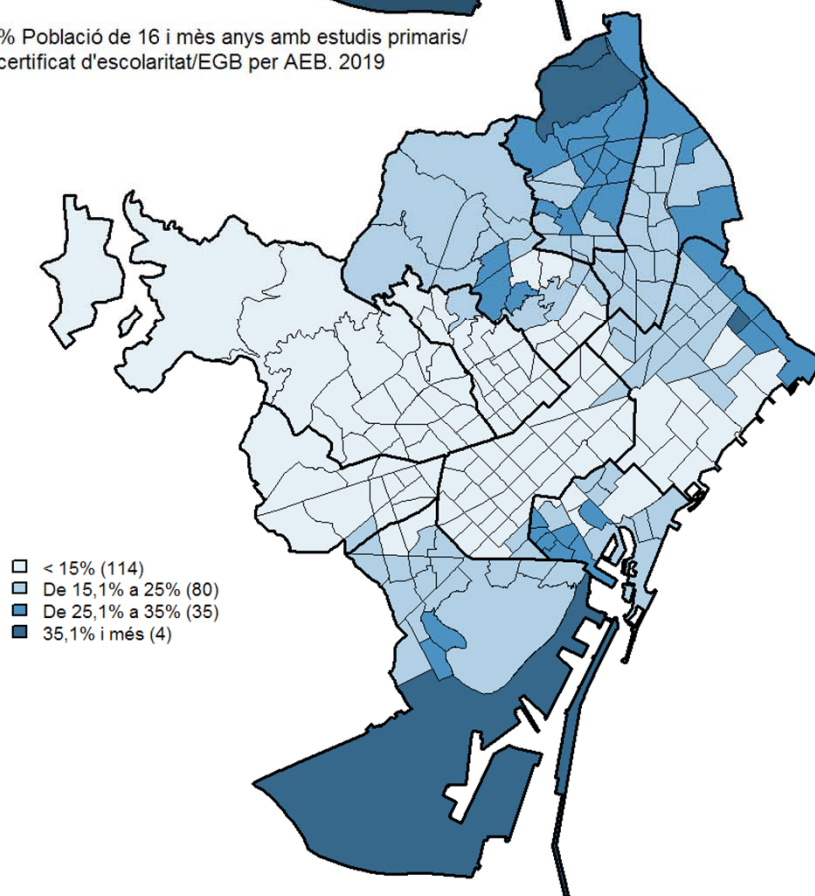 % Població de 16 i mès anys amb estudis primaris/
certificat d'escolaritat/EGB per AEB. 2019
< 15% (114)
De 15,1% a 25% (80)
De 25,1% a 35% (35)
35,1% i més (4)